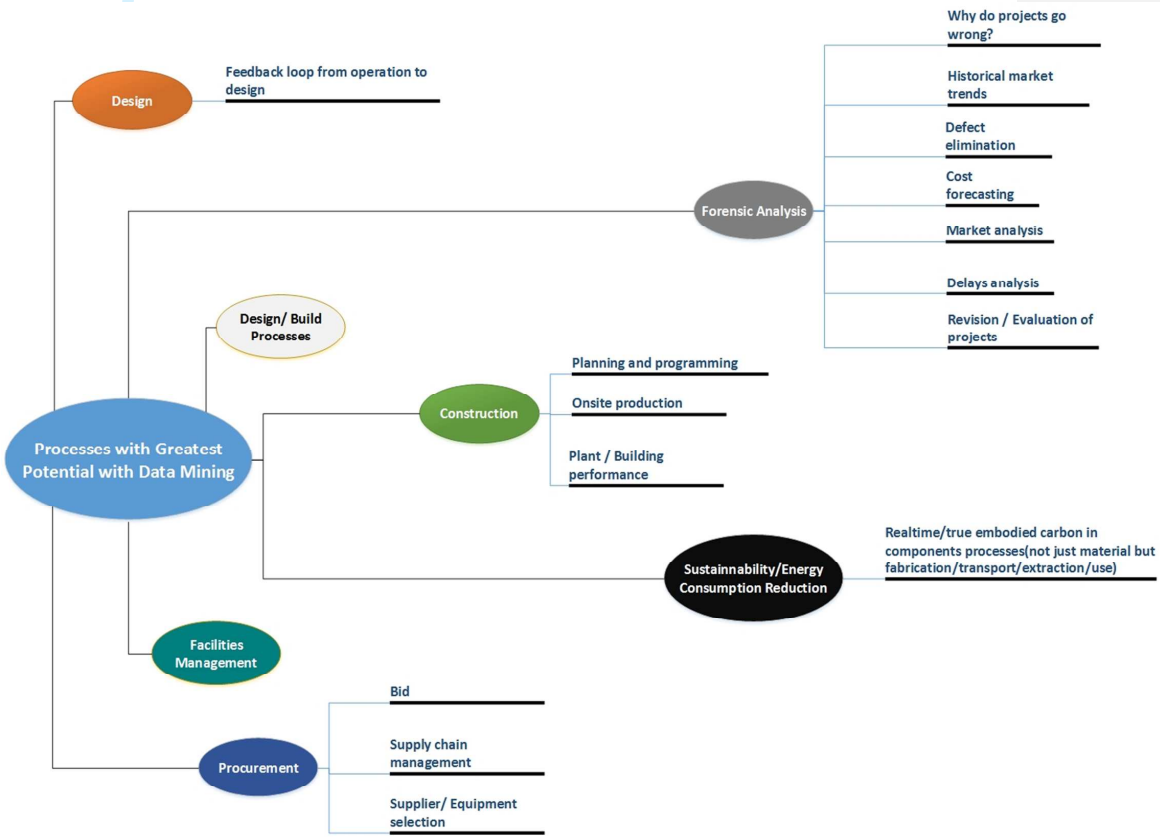 Why do projects go
wrong?
Feedback loop from operation to
design
Design
Historical market
trends
Defect
elimination
Cost
forecasting
Forensic Analysis
Market analysis
Delays analysis
Revision / Evaluation of
projects
Design/ Build
Processes
Planning and programming
Construction
Onsite production
Plant / Building
performance
Processes with Greatest
Potential with Data Mining
Realtime/true embodied carbon in
components processes(not just material but
fabrication/transport/extraction/use)
Sustainnability/Energy
Consumption Reduction
Facilities
Management
Bid
Supply chain
management
Procurement
Supplier/ Equipment
selection